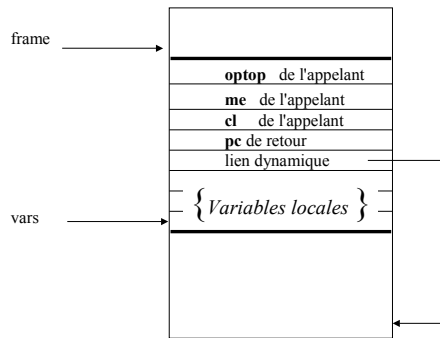 frame
optop de l'appelant
me de l'appelant
cl de l'appelant
pc de retour
lien dynamique
{Variables locales}
vars